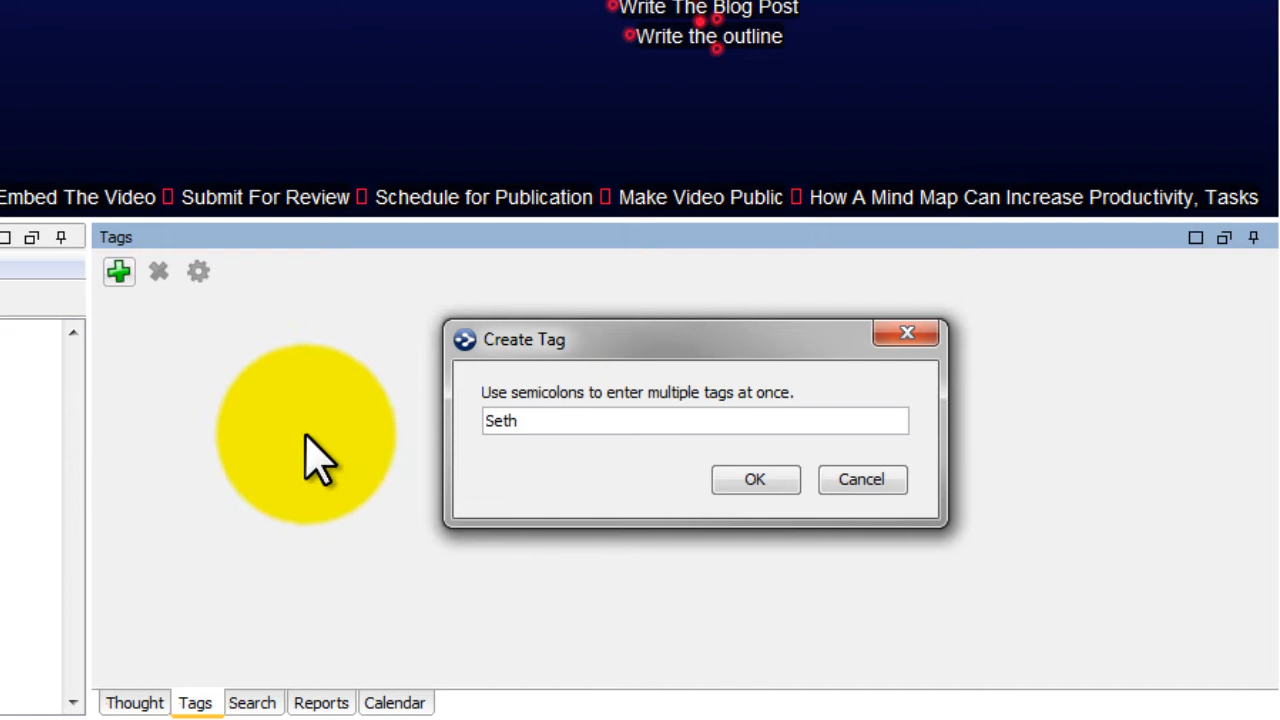 Write The Blog Post
Write the outline
Embed The Video Submit For Review Schedule for Publication Make Video Public How A Mind Map Can Increase Productivity, Tasks
Tags
Create Tag
Use semicolons to enter multiple tags at once.
Seth
OK Cancel
Thought Tags Search Reports Calendar